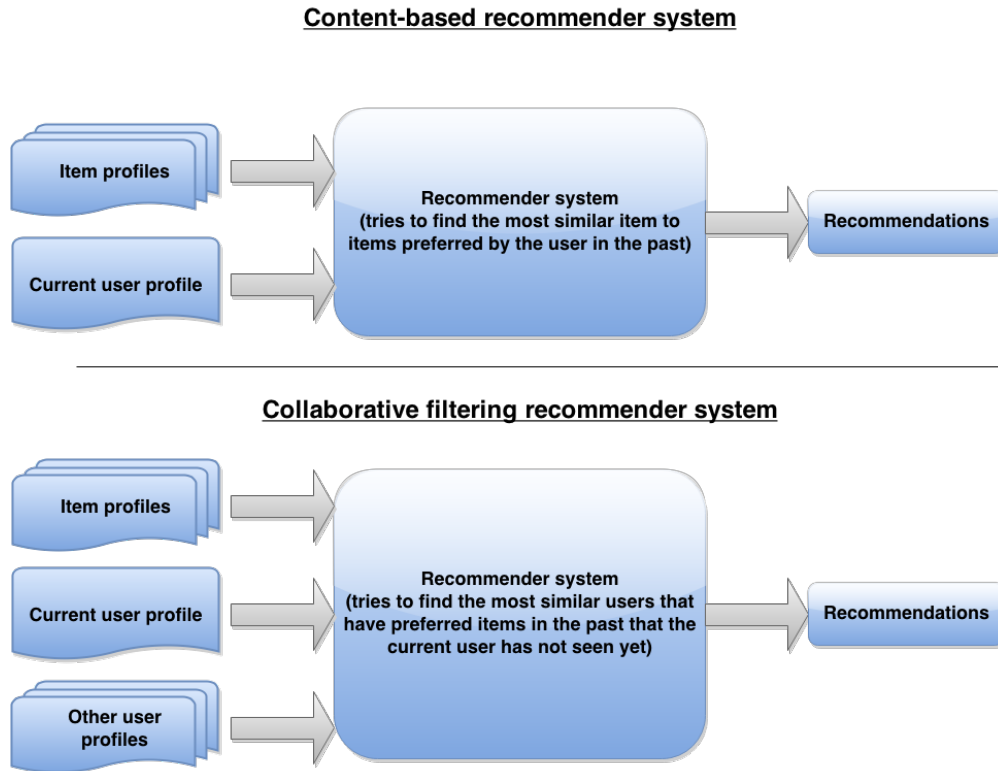 Content-based recommender system
Item profiles
Current user profile
Recommender system
(tries to find the most similar item to
items preferred by the user in the past)
Recommendations
Collaborative filtering recommender system
Item profiles
Current user profile
Other user
profiles
Recommender system
(tries to find the most similar users that
have preferred items in the past that the
current user has not seen yet)
Recommendations